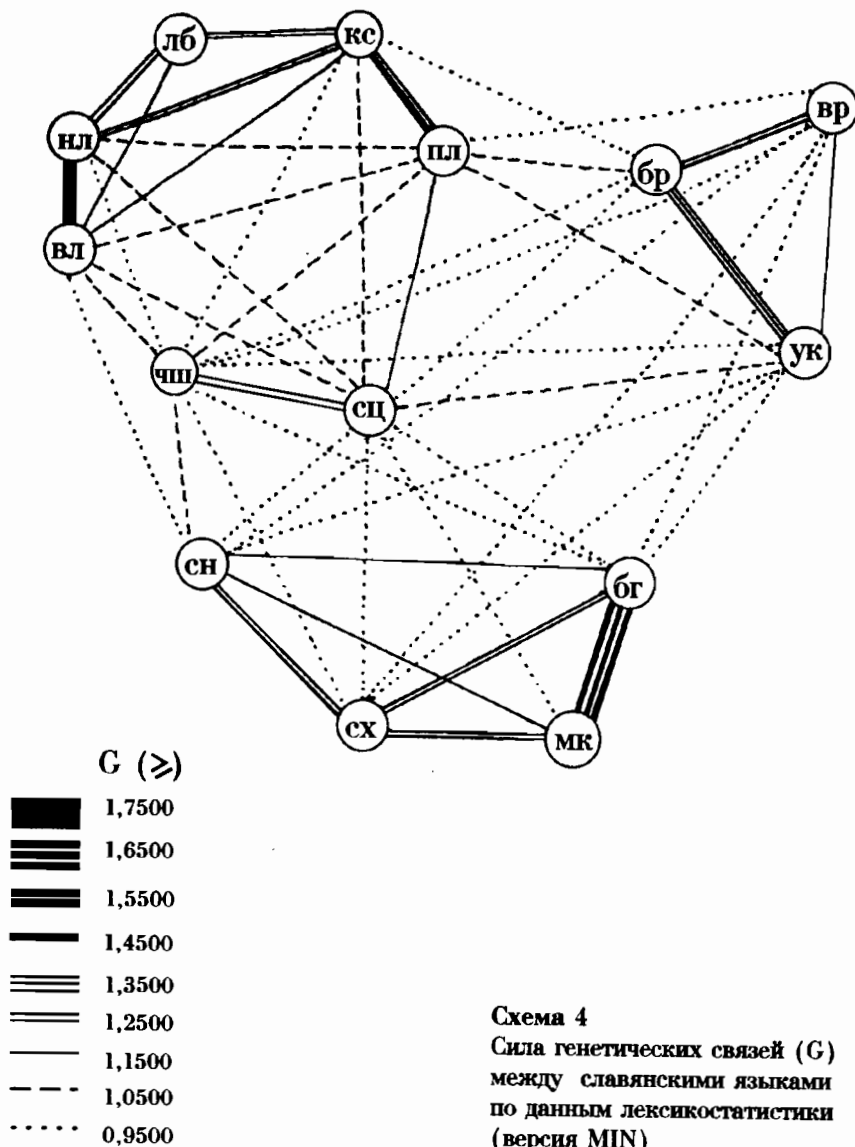 лб
кс
вр
нл
пл
бр
вл
ук
чш
сц
сн
бг
сх
мк
G (⩾)
1,7500
1,6500
1,5500
1,4500
1,3500
1,2500
1,1500
1,0500
0,9500
Схема 4
Сила генетических связей (G)
между славянскими языками
по данным лексикостатистики
(версия MIN)